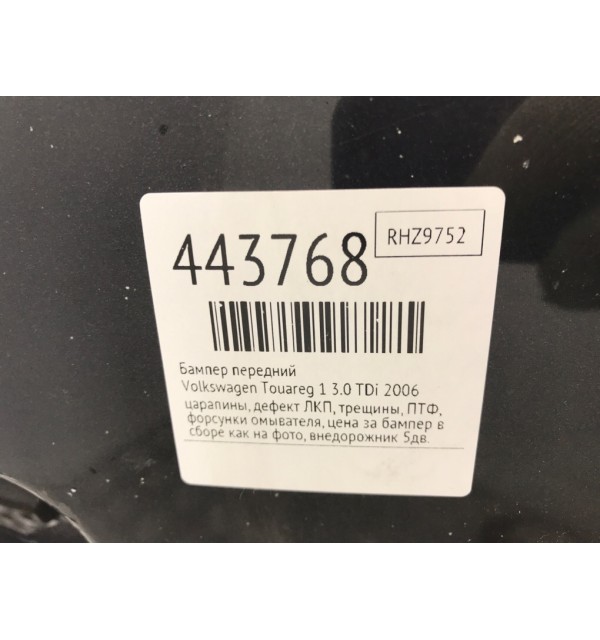 443768
RHZ9752
Бампер передний
Volkswagen Touareg 1 3.0 TDi 2006
царапины, дефект ЛКП, трещины, ПТФ,
форсунки омывателя, цена за бампер в
сборе как на фото, внедорожник 5дв.